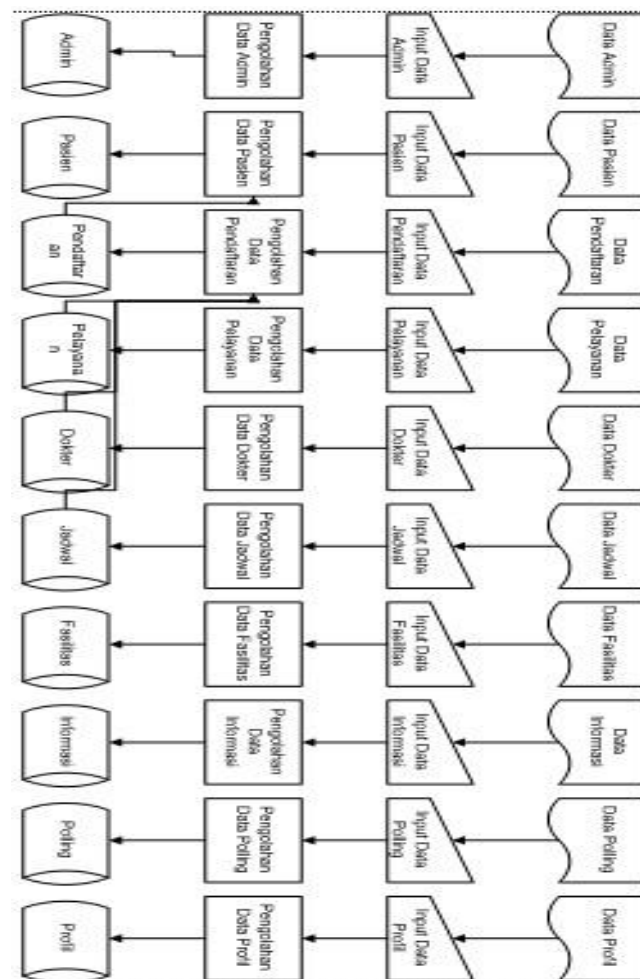 Data Admin
Data Pasien
Data
Pendaftaran
Data
Pelayanan
Data Dokter
Data Jadwal
Data Fasilitas
Data
Informasi
Data Polling
Data Profil
Input Data
Admin
Input Data
Pasien
Input Data
Pendaftaran
Input Data
Pelayanan
Input Data
Dokter
Input Data
Jadwal
Input Data
Fasilitas
Input Data
Informasi
Input Data
Polling
Input Data
Profil
Pengolahan
Data Admin
Pengolahan
Data Pasien
Pengolahan
Data
Pendaftaran
Pengolahan
Data
Pelayanan
Pengolahan
Data Dokter
Pengolahan
Data Jadwal
Pengolahan
Data Fasilitas
Pengolahan
Data
Informasi
Pengolahan
Data Polling
Pengolahan
Data Profil
Admin
Pasien
Pendaftar
an
Pelayana
n
Dokter
Jadwal
Fasilitas
Informasi
Polling
Profil